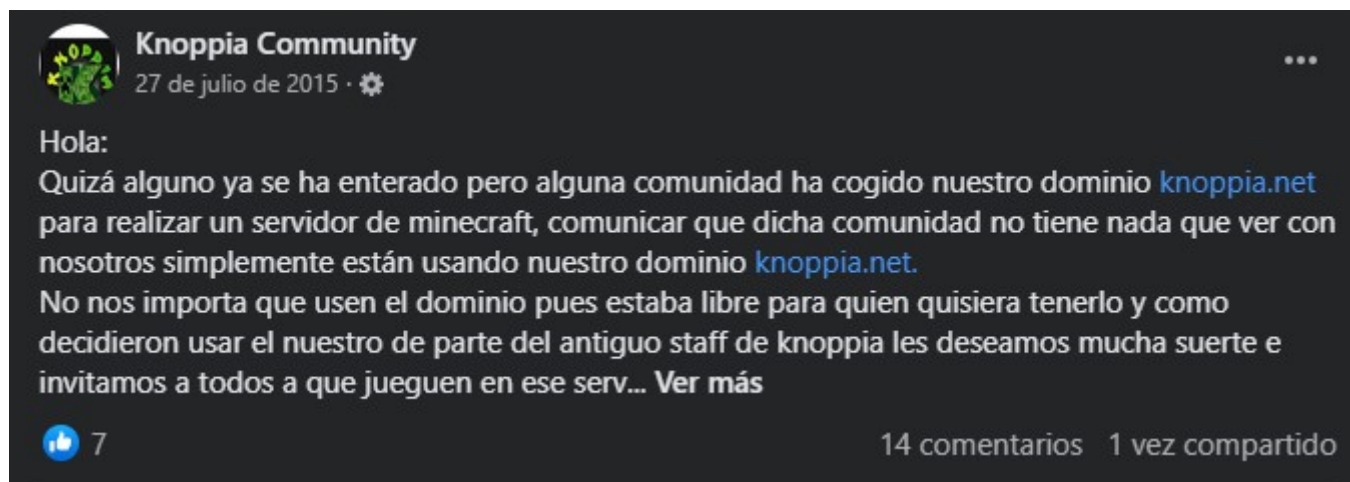 Knoppia Community
27 de julio de 2015 ·
Hola:
Quizá alguno ya se ha enterado pero alguna comunidad ha cogido nuestro dominio knoppia.net
para realizar un servidor de minecraft, comunicar que dicha comunidad no tiene nada que ver con
nosotros simplemente están usando nuestro dominio knoppia.net.
No nos importa que usen el dominio pues estaba libre para quien quisiera tenerlo y como
decidieron usar el nuestro de parte del antiguo staff de knoppia les deseamos mucha suerte e
invitamos a todos a que jueguen en ese serv... Ver más
7
14 comentarios 1 vez compartido